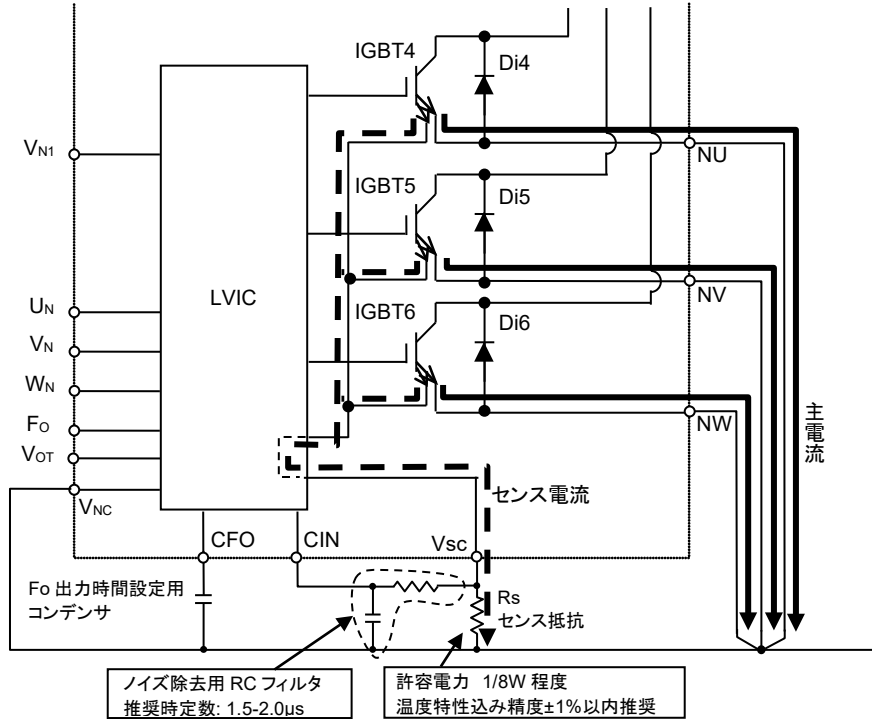 IGBT4
Di4
VN1
NU
IGBT5
Di5
LVIC
UN
NV
IGBT6
Di6
VN
WN
FO
NW
主電流
VOT
センス電流
VNC
CFO
CIN
Vsc
Fo 出力時間設定用
コンデンサ
Rs
センス抵抗
ノイズ除去用 RC フィルタ
推奨時定数: 1.5-2.0μs
許容電力 1/8W 程度
温度特性込み精度±1%以内推奨